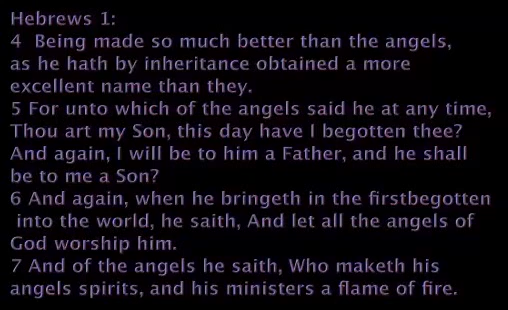 Hebrews 1:
4  Being made so much better than the angels,
as he hath by inheritance obtained a more
excellent name than they.
5 For unto which of the angels said he at any time,
Thou art my Son, this day have I begotten thee?
And again, I will be to him a Father, and he shall
be to me a Son?
6 And again, when he bringeth in the firstbegotten
into the world, he saith, And let all the angels of
God worship him.
7 And of the angels he saith, Who maketh his
angels spirits, and his ministers a flame of fire.